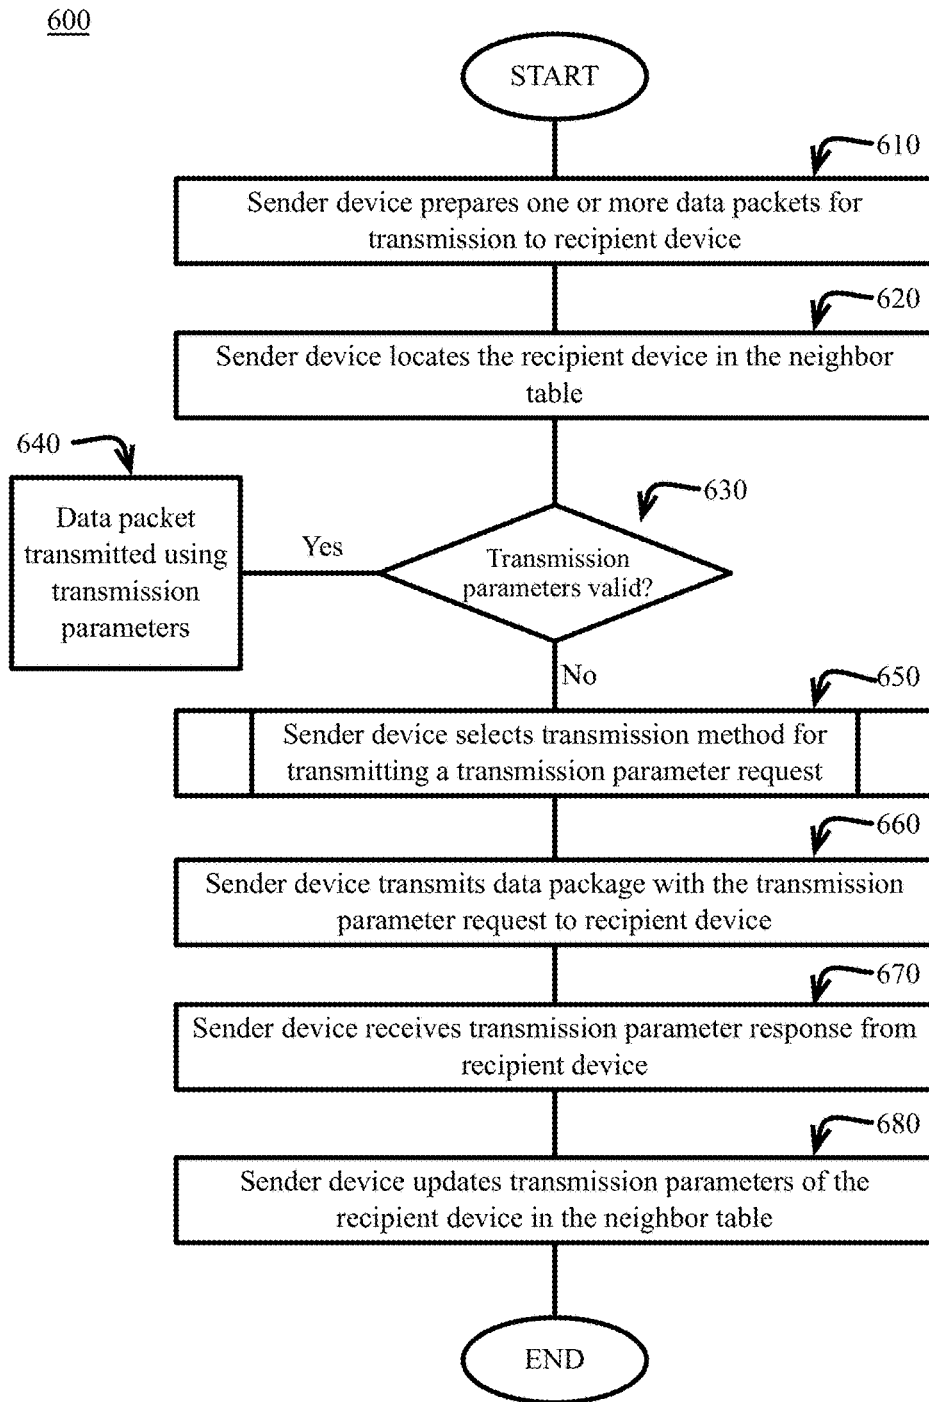 600
START
610
Sender device prepares one or more data packets for
transmission to recipient device
620
Sender device locates the recipient device in the neighbor
table
640
630
Data packet
transmitted using
transmission
parameters
Yes
Transmission
parameters valid?
No
650
Sender device selects transmission method for
transmitting a transmission parameter request
660
Sender device transmits data package with the transmission
parameter request to recipient device
670
Sender device receives transmission parameter response from
recipient device
680
Sender device updates transmission parameters of the
recipient device in the neighbor table
END